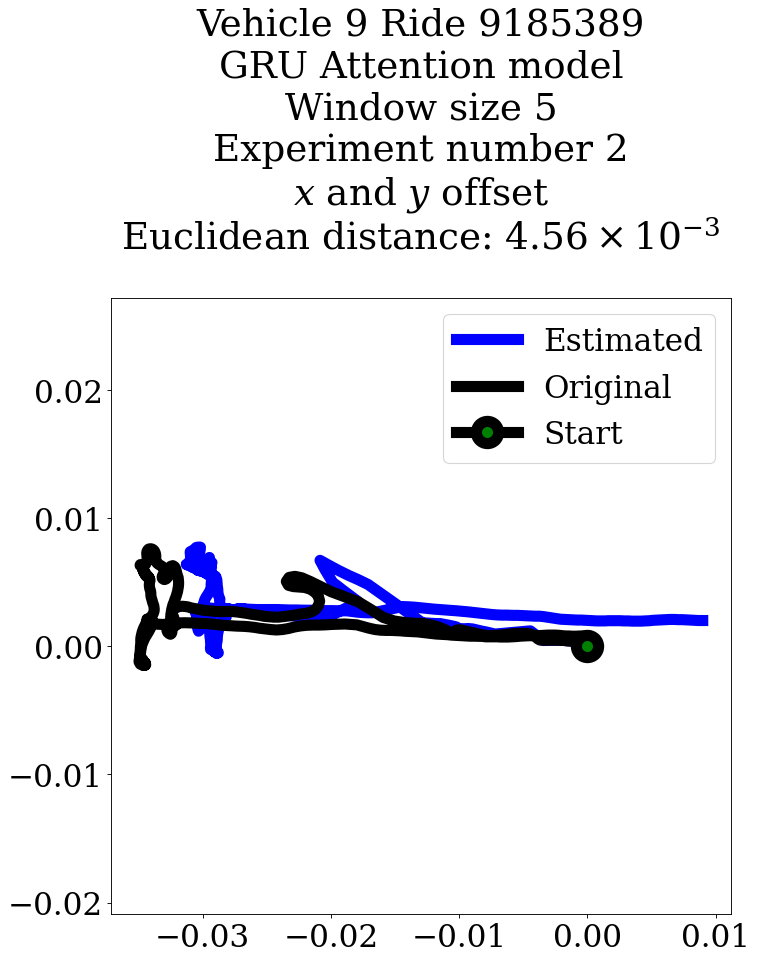 Vehicle 9 Ride 9185389
GRU Attention model
Window size 5
Experiment number 2
x and y offset
Euclidean distance: 4.56 × 10⁻³
Estimated
Original
Start
0.02
0.01
0.00
−0.01
−0.02
−0.03 −0.02 −0.01 0.00 0.01